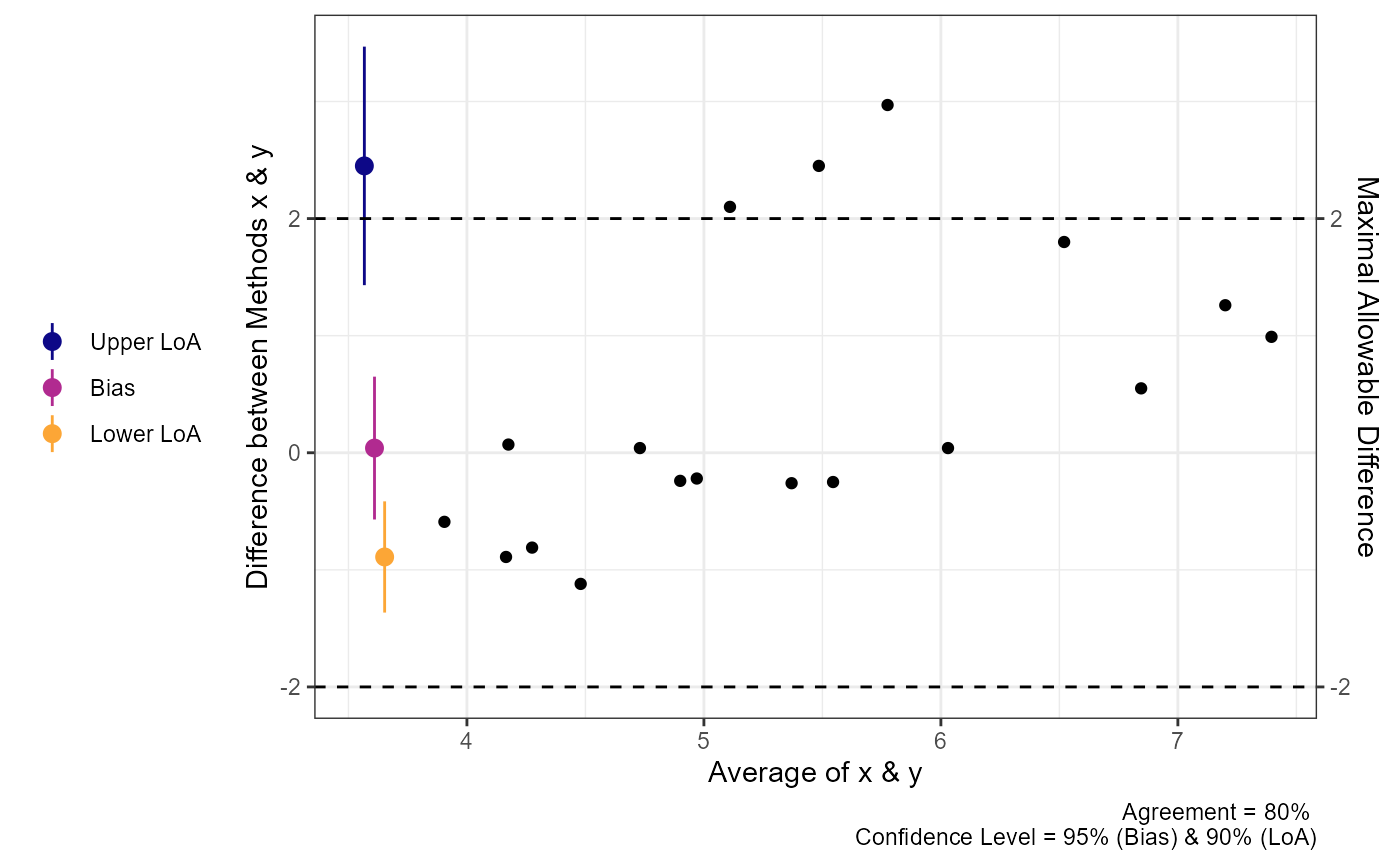 Upper LoA
Bias
Lower LoA
Difference between Methods x & y
2
0
-2
4
5
6
7
Average of x & y
2
-2
Maximal Allowable Difference
Agreement = 80%
Confidence Level = 95% (Bias) & 90% (LoA)